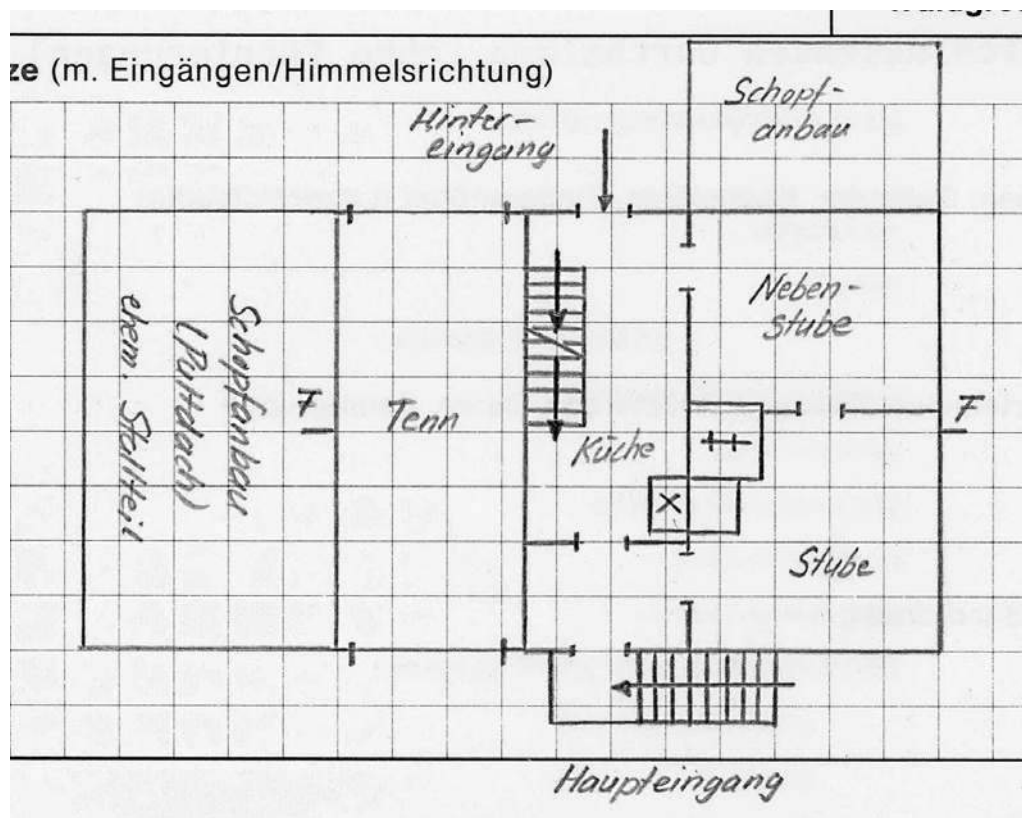 ze (m. Eingängen/Himmelsrichtung)
Schopf-
anbau
Hinter-
eingang
Neben-
stube
Schopfanbau
(Pultdach)
ehem. Stallteil
F
Tenn
F
Küche
Stube
Haupteingang